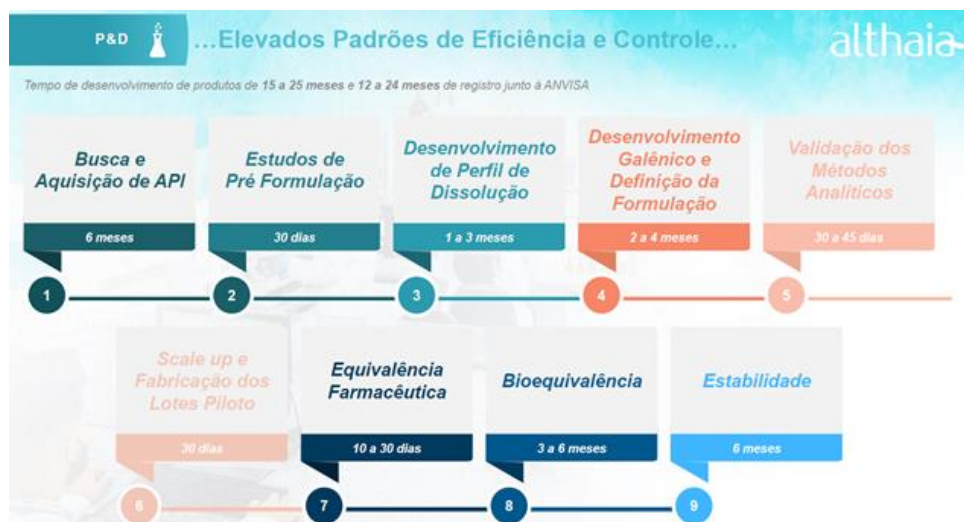 P&D
...Elevados Padrões de Eficiência e Controle...
althaia
Tempo de desenvolvimento de produtos de 15 a 25 meses e 12 a 24 meses de registro junto à ANVISA
Busca e
Aquisição de API
6 meses
1
Estudos de
Pré Formulação
30 dias
2
Desenvolvimento
de Perfil de
Dissolução
1 a 3 meses
3
Desenvolvimento
Galênico e
Definição da
Formulação
2 a 4 meses
4
Validação dos
Métodos
Analíticos
30 a 45 dias
5
Scale up e
Fabricação dos
Lotes Piloto
30 dias
6
Equivalência
Farmacêutica
10 a 30 dias
7
Bioequivalência
3 a 6 meses
8
Estabilidade
6 meses
9